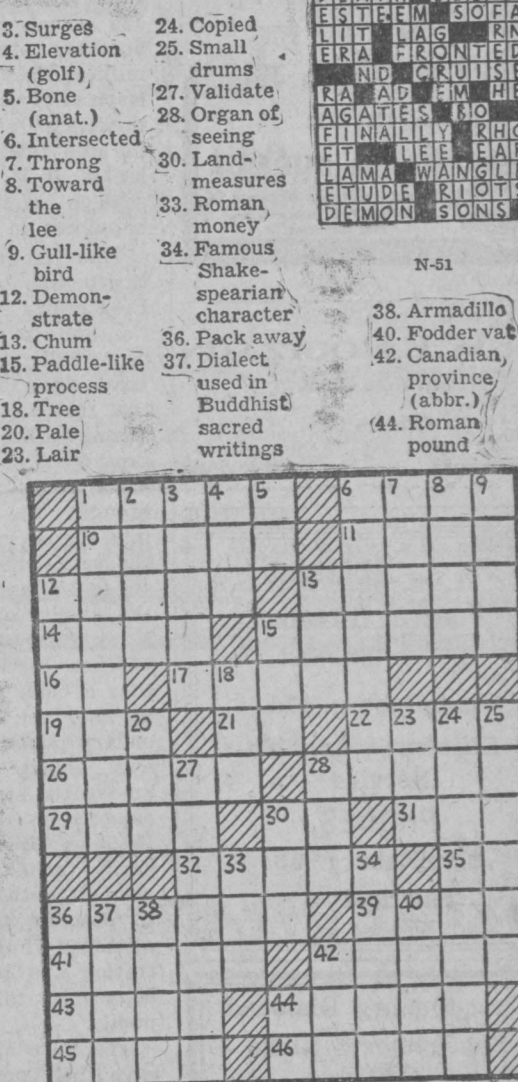 3. Surges
4. Elevation
(golf)
5. Bone
(anat.)
6. Intersected
7. Throng
8. Toward
the
lee
9. Gull-like
bird
12. Demon-
strate
13. Chum
15. Paddle-like
process
18. Tree
20. Pale
23. Lair
24. Copied
25. Small
drums
27. Validate
28. Organ of
seeing
30. Land-
measures
33. Roman
money
34. Famous
Shake-
spearian
character
36. Pack away
37. Dialect
used in
Buddhist
sacred
writings
ESTEEM SOFA
LIT LAG RN
ERA FRONTED
ND CRUISE
RA AD EM HE
AGATES BO
FINALLY RHO
FT LEE EAR
LAMA WANGL
ETUDE RIOTS
DEMON SONS
N-51
38. Armadillo
40. Fodder vat
42. Canadian
province
(abbr.)
44. Roman
pound
1 2 3 4 5 6 7 8 9
10 11
12 13
14 15
16 17 18
19 20 21 22 23 24 25
26 27 28
29 30 31
32 33 34 35
36 37 38 39 40
41 42
43 44
45 46